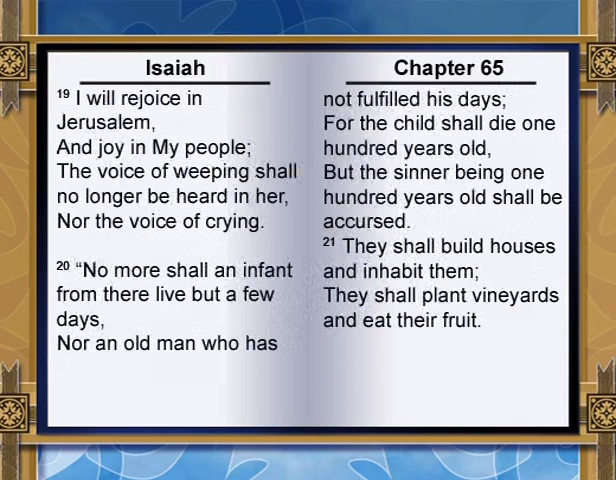 Isaiah
19 I will rejoice in
Jerusalem,
And joy in My people;
The voice of weeping shall
no longer be heard in her,
Nor the voice of crying.
20 “No more shall an infant
from there live but a few
days,
Nor an old man who has
Chapter 65
not fulfilled his days;
For the child shall die one
hundred years old,
But the sinner being one
hundred years old shall be
accursed.
21 They shall build houses
and inhabit them;
They shall plant vineyards
and eat their fruit.